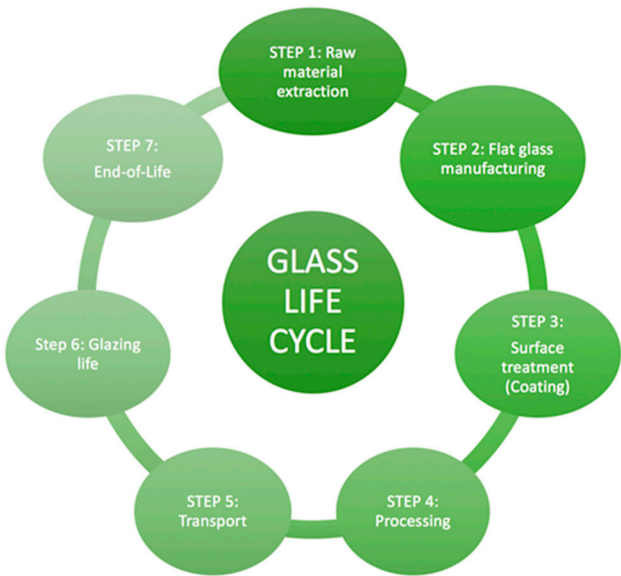 STEP 1: Raw
material
extraction
STEP 2: Flat glass
manufacturing
STEP 3:
Surface
treatment
(Coating)
STEP 4:
Processing
STEP 5:
Transport
Step 6: Glazing
life
STEP 7:
End-of-Life
GLASS
LIFE
CYCLE